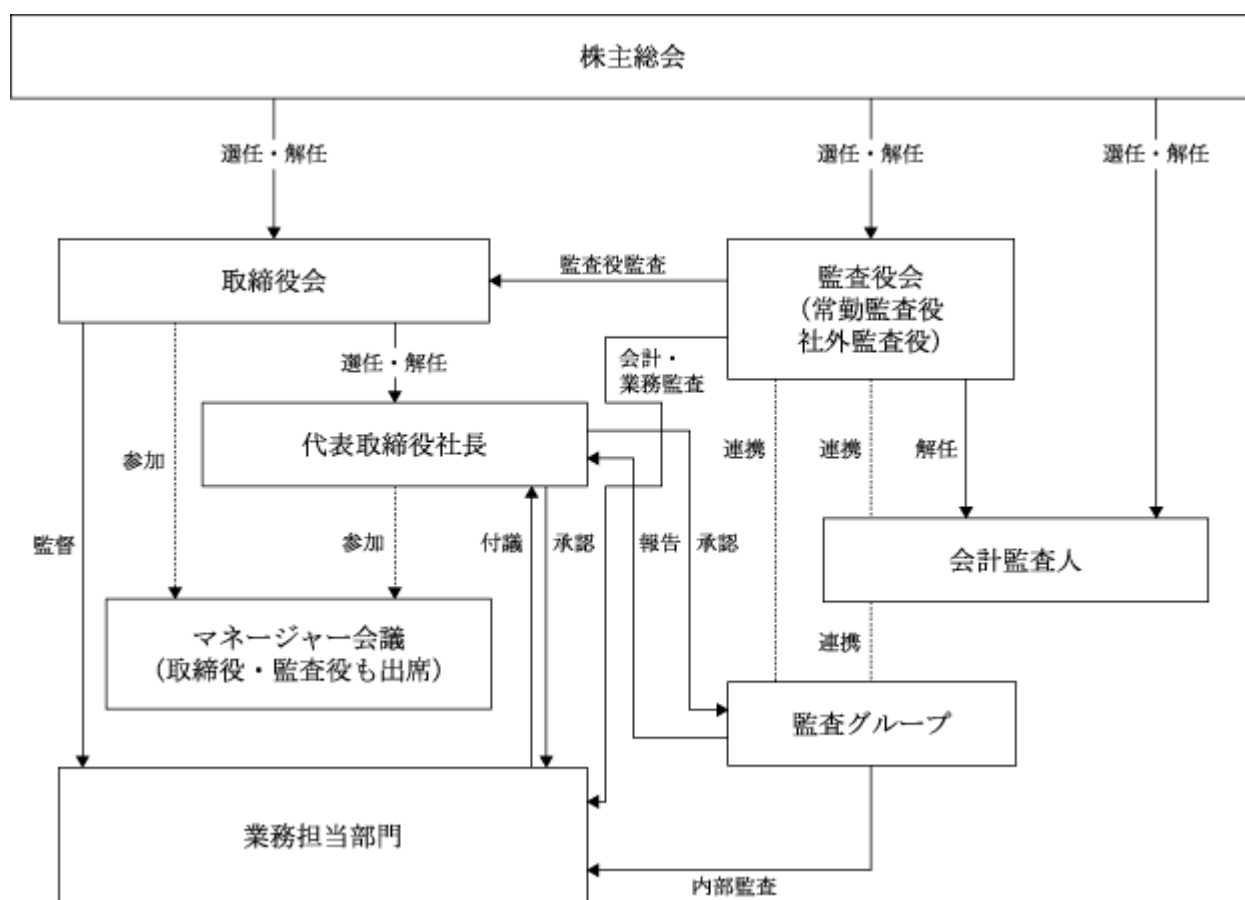 株主総会
選任・解任
選任・解任
選任・解任
取締役会
監査役監査
監査役会
（常勤監査役
社外監査役）
選任・解任
会計・
業務監査
代表取締役社長
参加
連携
連携
解任
監督
参加
付議
承認
報告
承認
会計監査人
マネージャー会議
（取締役・監査役も出席）
連携
監査グループ
業務担当部門
内部監査